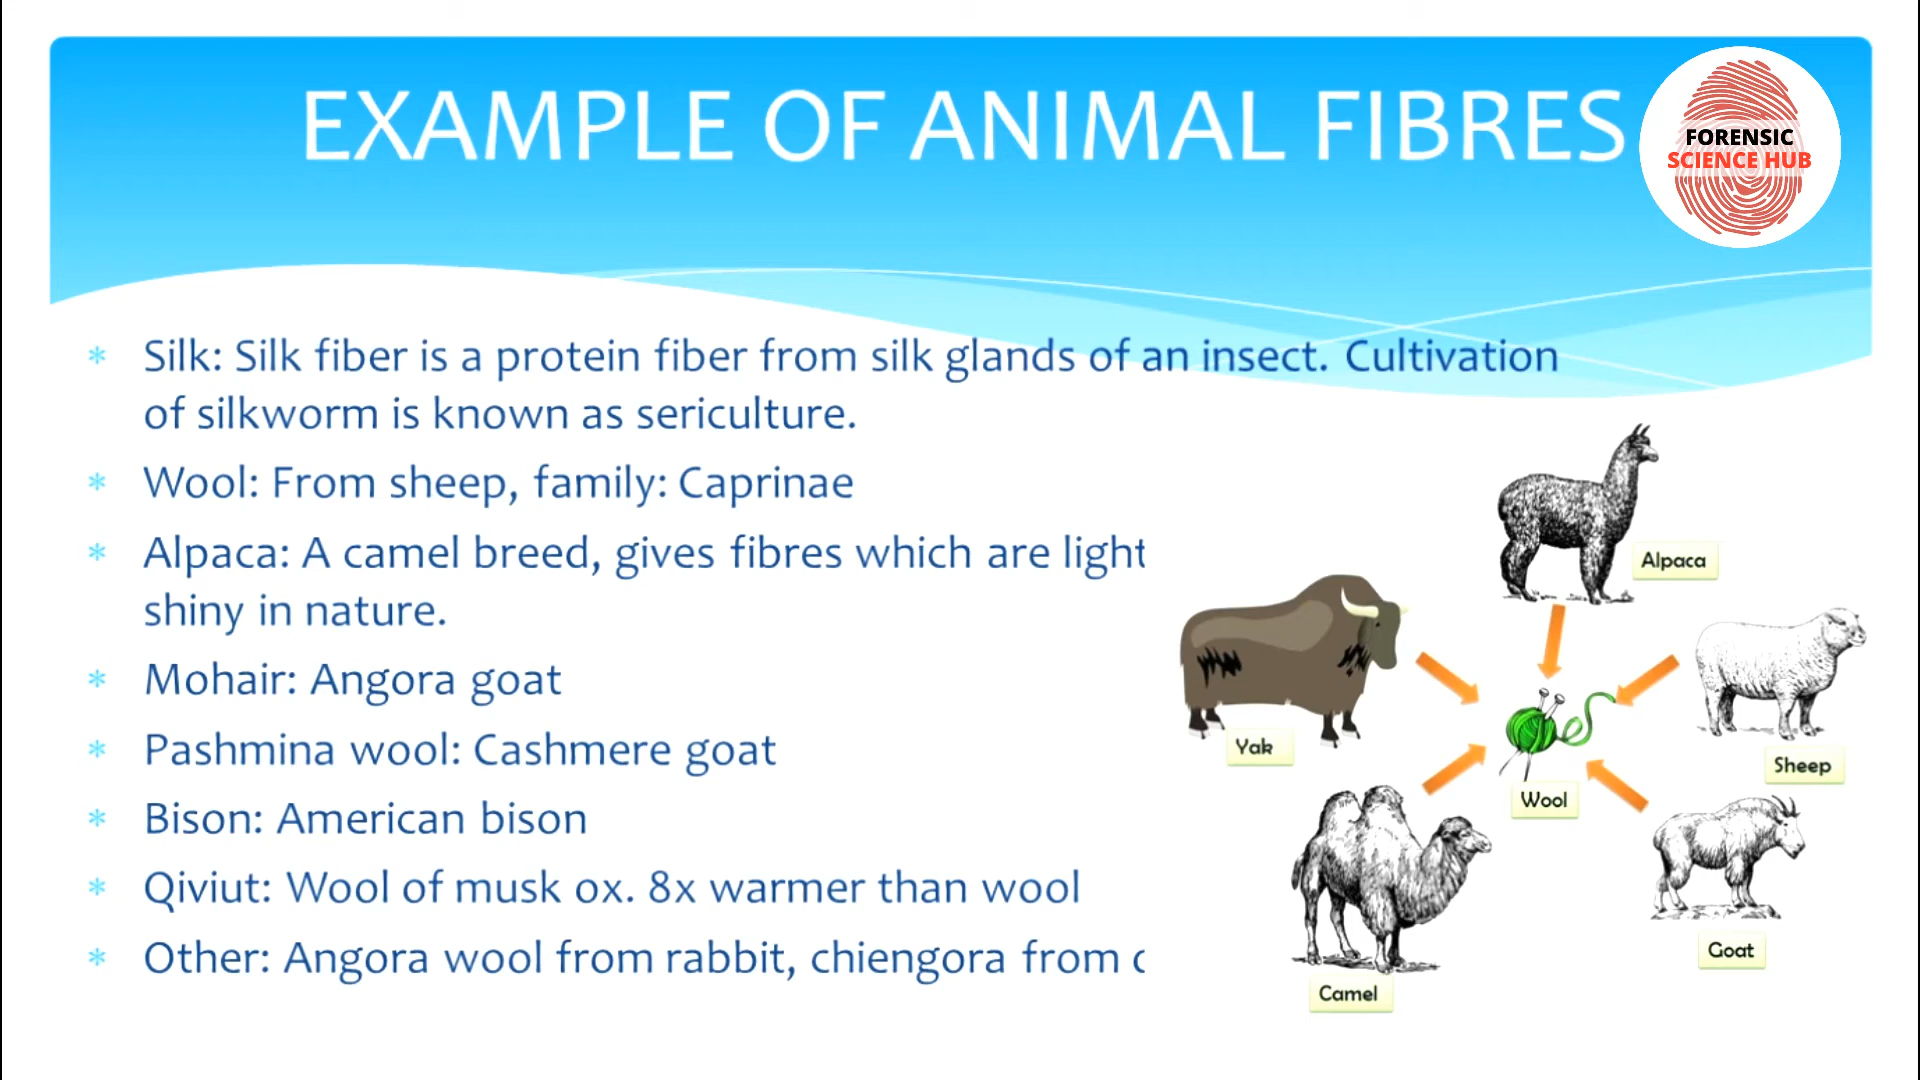 EXAMPLE OF ANIMAL FIBRES
FORENSIC
SCIENCE HUB
* Silk: Silk fiber is a protein fiber from silk glands of an insect. Cultivation
of silkworm is known as sericulture.
* Wool: From sheep, family: Caprinae
* Alpaca: A camel breed, gives fibres which are light
shiny in nature.
* Mohair: Angora goat
* Pashmina wool: Cashmere goat
* Bison: American bison
* Qiviut: Wool of musk ox. 8x warmer than wool
* Other: Angora wool from rabbit, chiengora from
Alpaca
Yak
Sheep
Wool
Goat
Camel